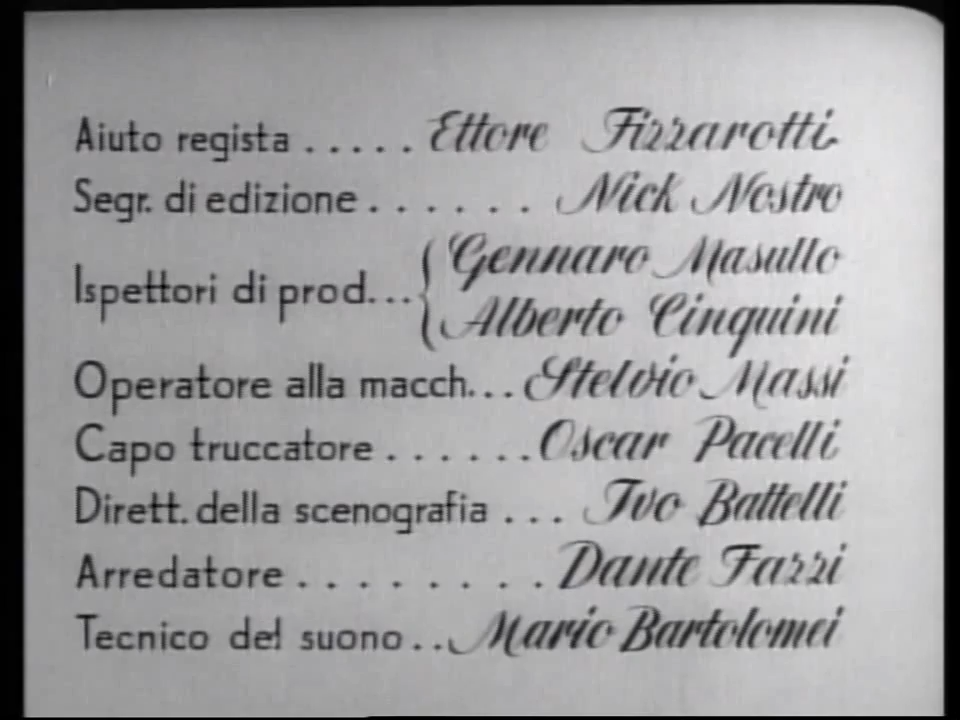 Aiuto regista ..... Ettore Fizzarotti
Segr. di edizione ...... Nick Nostro
Ispettori di prod... { Gennaro Masullo
Alberto Cinquini
Operatore alla macch... Stelvio Massi
Capo truccatore ...... Oscar Pacelli
Dirett. della scenografia ... Ivo Battelli
Arredatore ......... Dante Fazzi
Tecnico del suono .. Mario Bartolomei